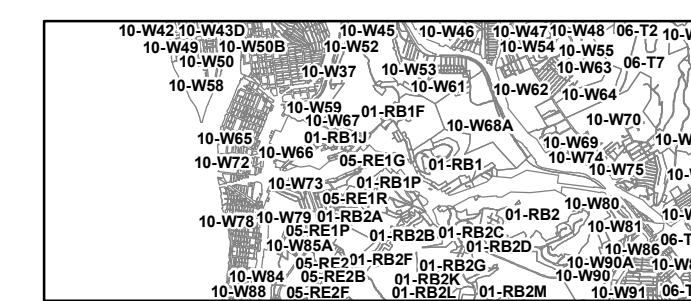 10-W42 10-W43D 10-W45 10-W46 10-W47 10-W48 06-T2
10-W49 10-W50B 10-W52 10-W54 10-W55
10-W50 10-W37 10-W53 10-W63 06-T7
10-W58 10-W61 10-W62 10-W64
10-W59 01-RB1F
10-W67 10-W68A 10-W70
10-W65 01-RB1J 10-W69
10-W72 10-W66 05-RE1G 01-RB1 10-W74 10-W75
10-W73 01-RB1P
05-RE1R 10-W80
10-W78 10-W79 01-RB2A 01-RB2 10-W81
05-RE1P 01-RB2B 01-RB2C
10-W85A 01-RB2D 10-W86
05-RE2 01-RB2F 01-RB2G 10-W90A
10-W84 05-RE2B 01-RB2K 10-W90
10-W88 05-RE2F 01-RB2L 01-RB2M 10-W91